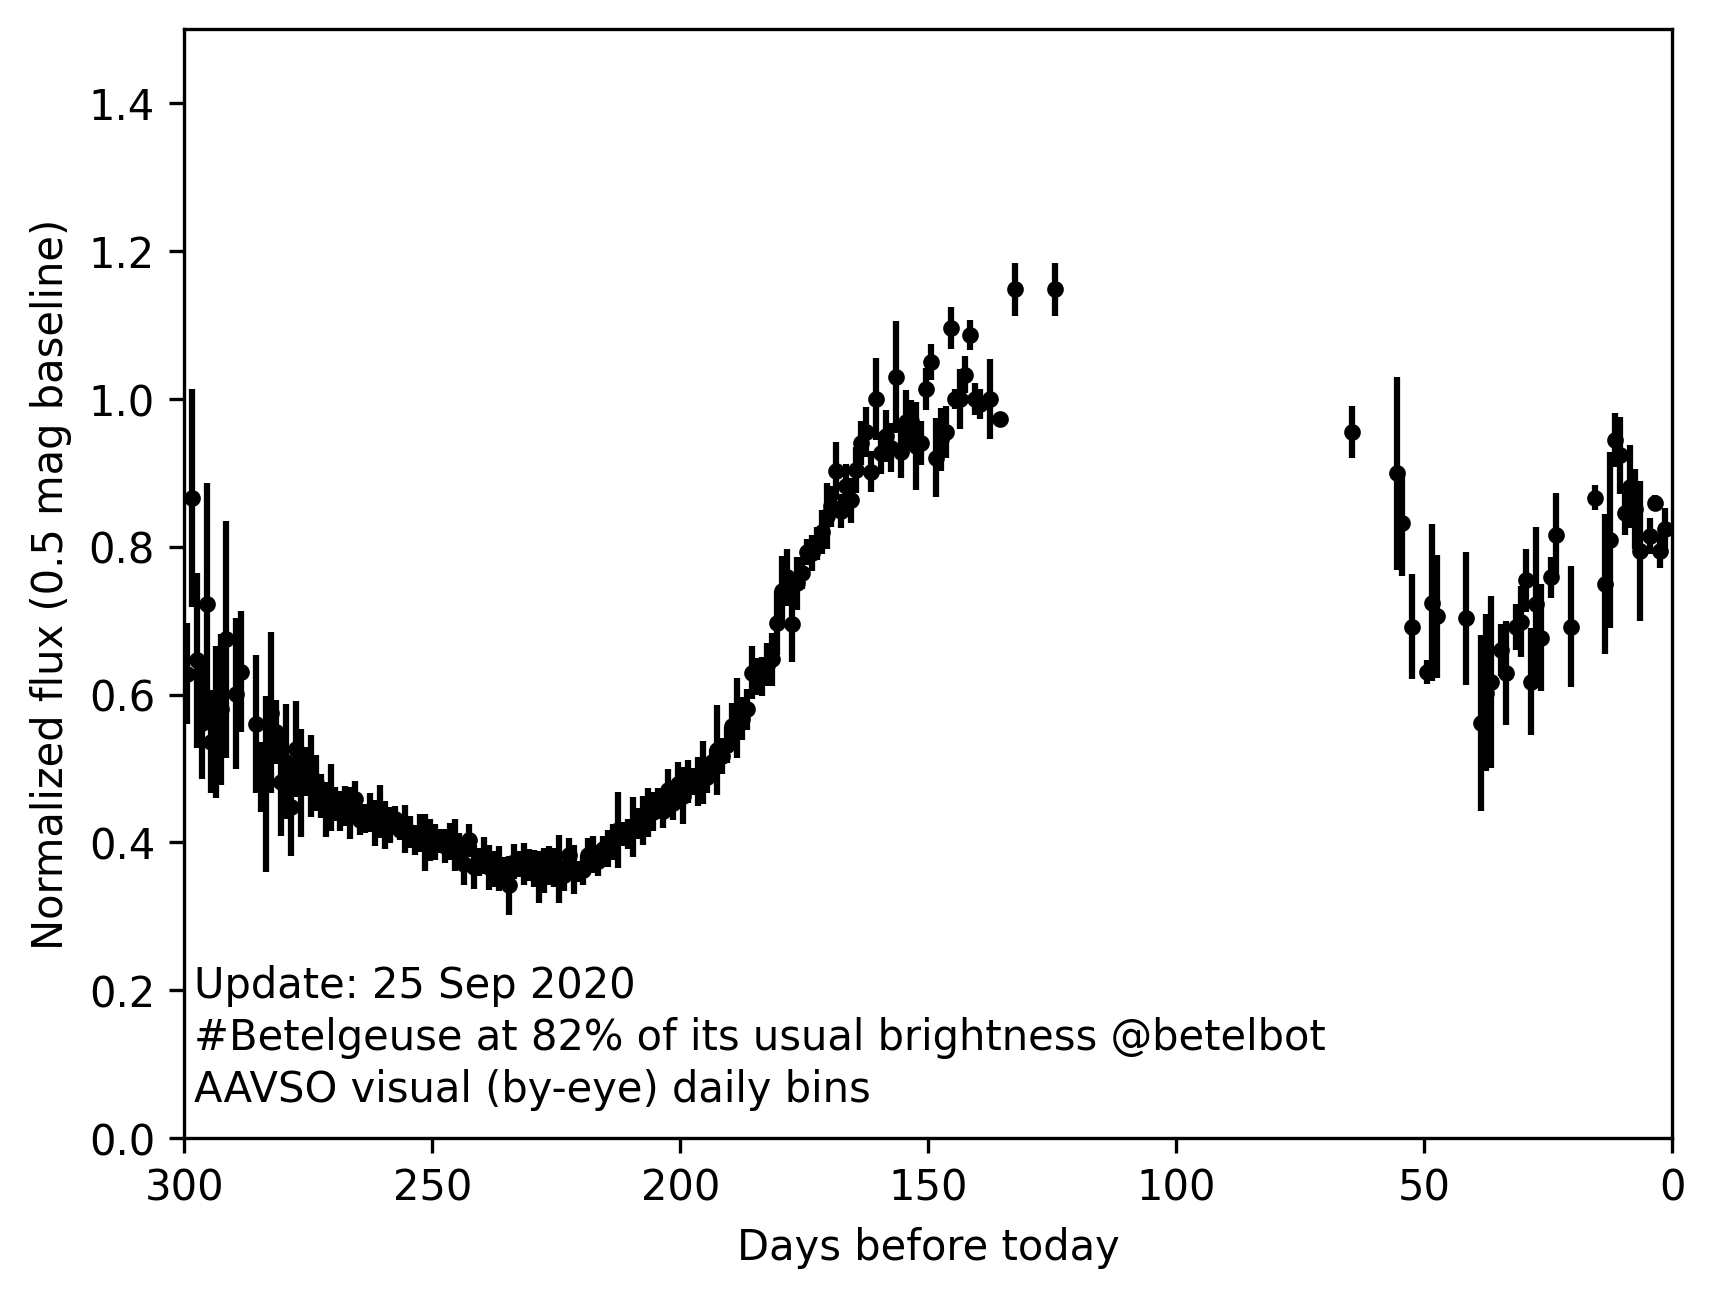 1.4
1.2
1.0
0.8
0.6
0.4
0.2
0.0
Normalized flux (0.5 mag baseline)
Update: 25 Sep 2020
#Betelgeuse at 82% of its usual brightness @betelbot
AAVSO visual (by-eye) daily bins
300 250 200 150 100 50 0
Days before today